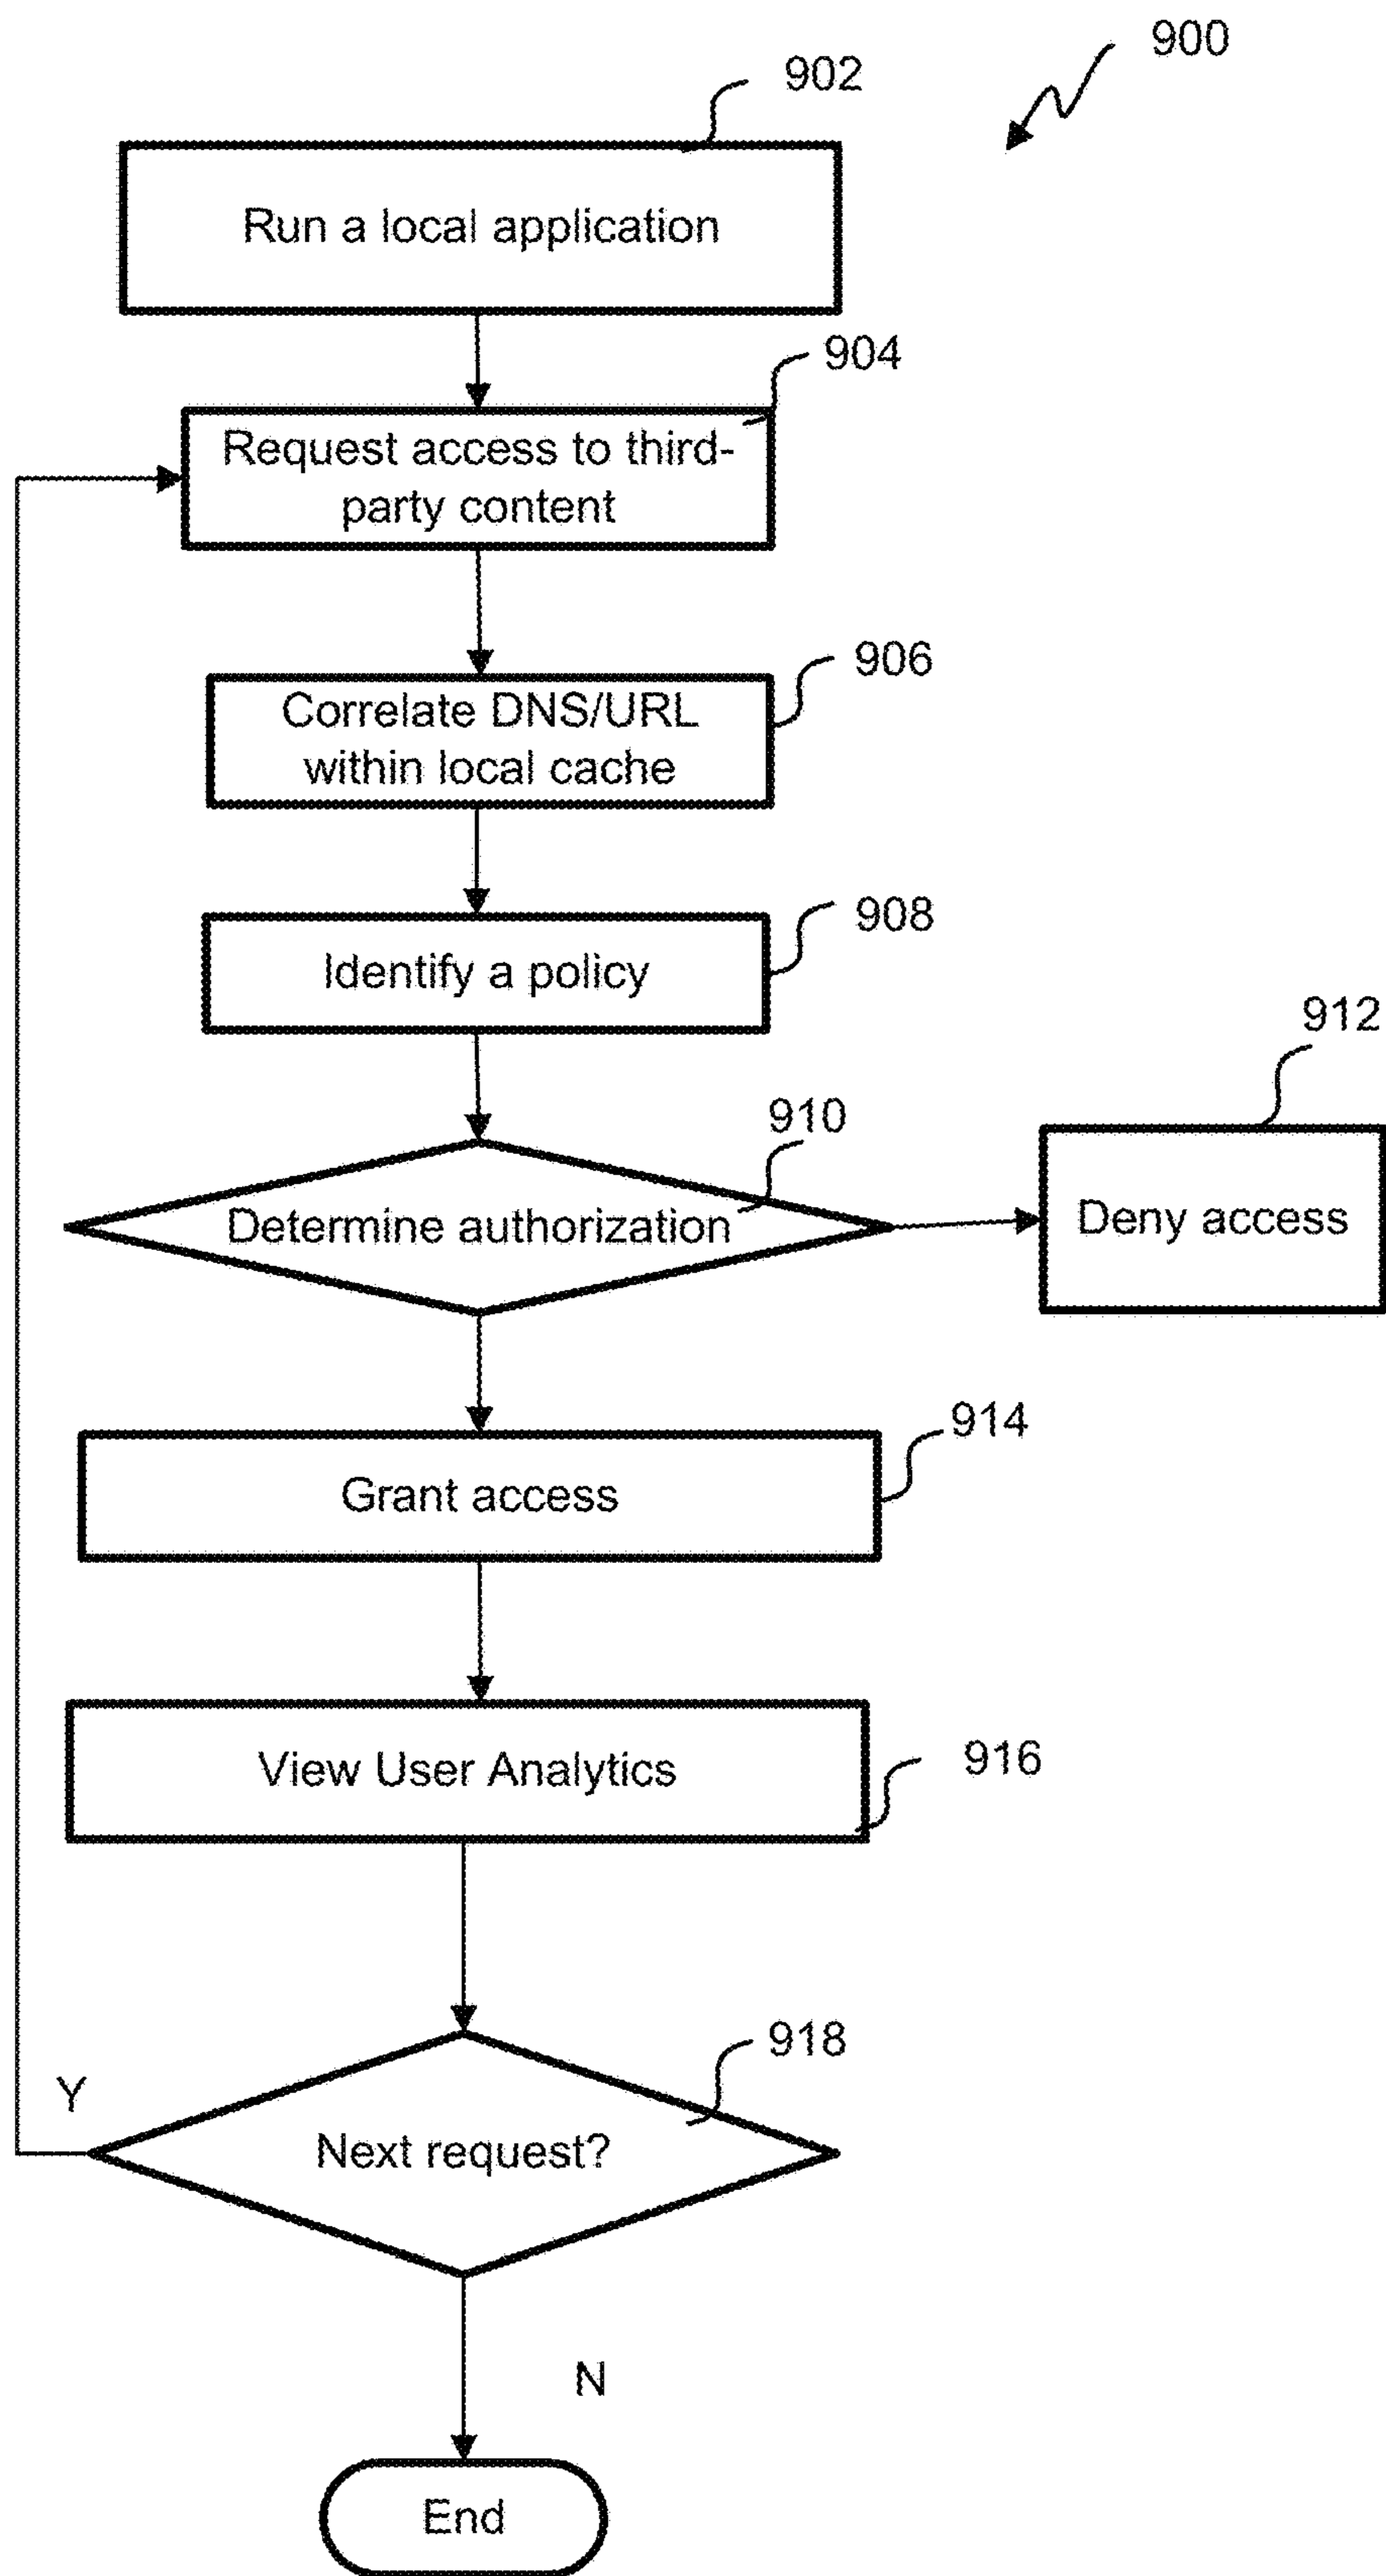 900
902
Run a local application
904
Request access to third-
party content
906
Correlate DNS/URL
within local cache
908
Identify a policy
910
Determine authorization
912
Deny access
914
Grant access
916
View User Analytics
918
Next request?
Y
N
End